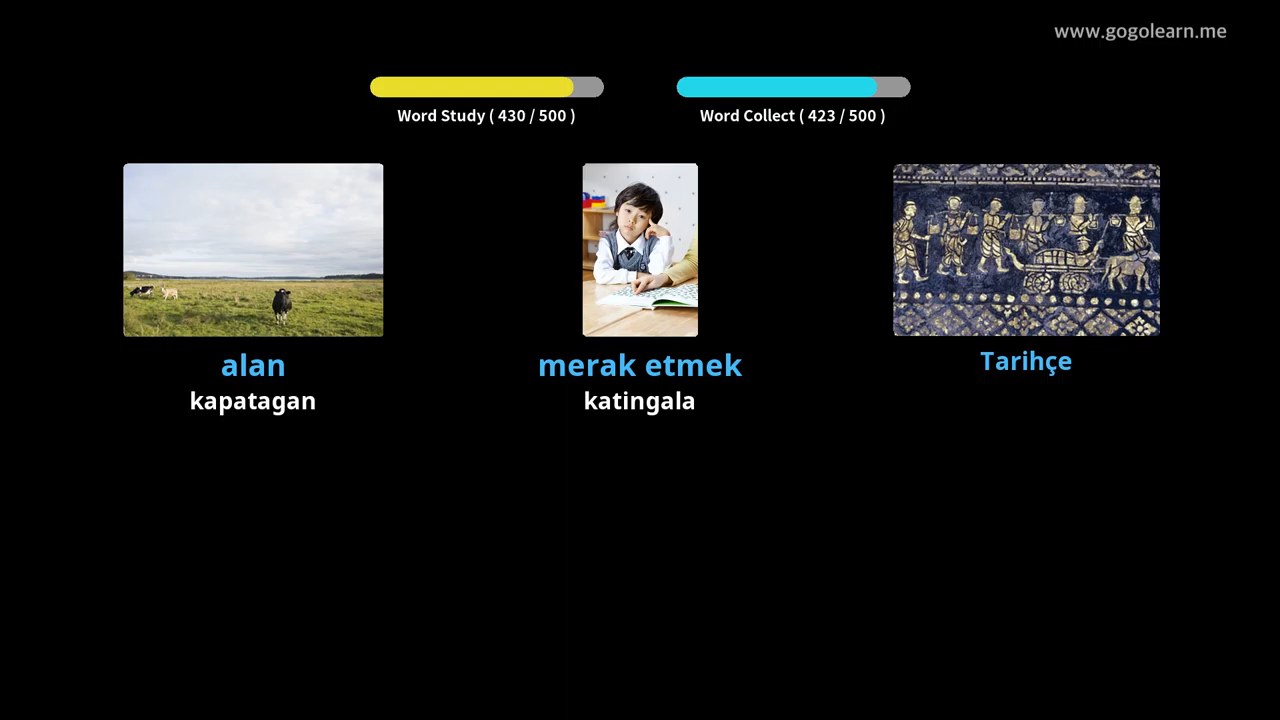 www.gogolearn.me
Word Study ( 430 / 500 )
Word Collect ( 423 / 500 )
alan
kapatagan
merak etmek
katingala
Tarihçe